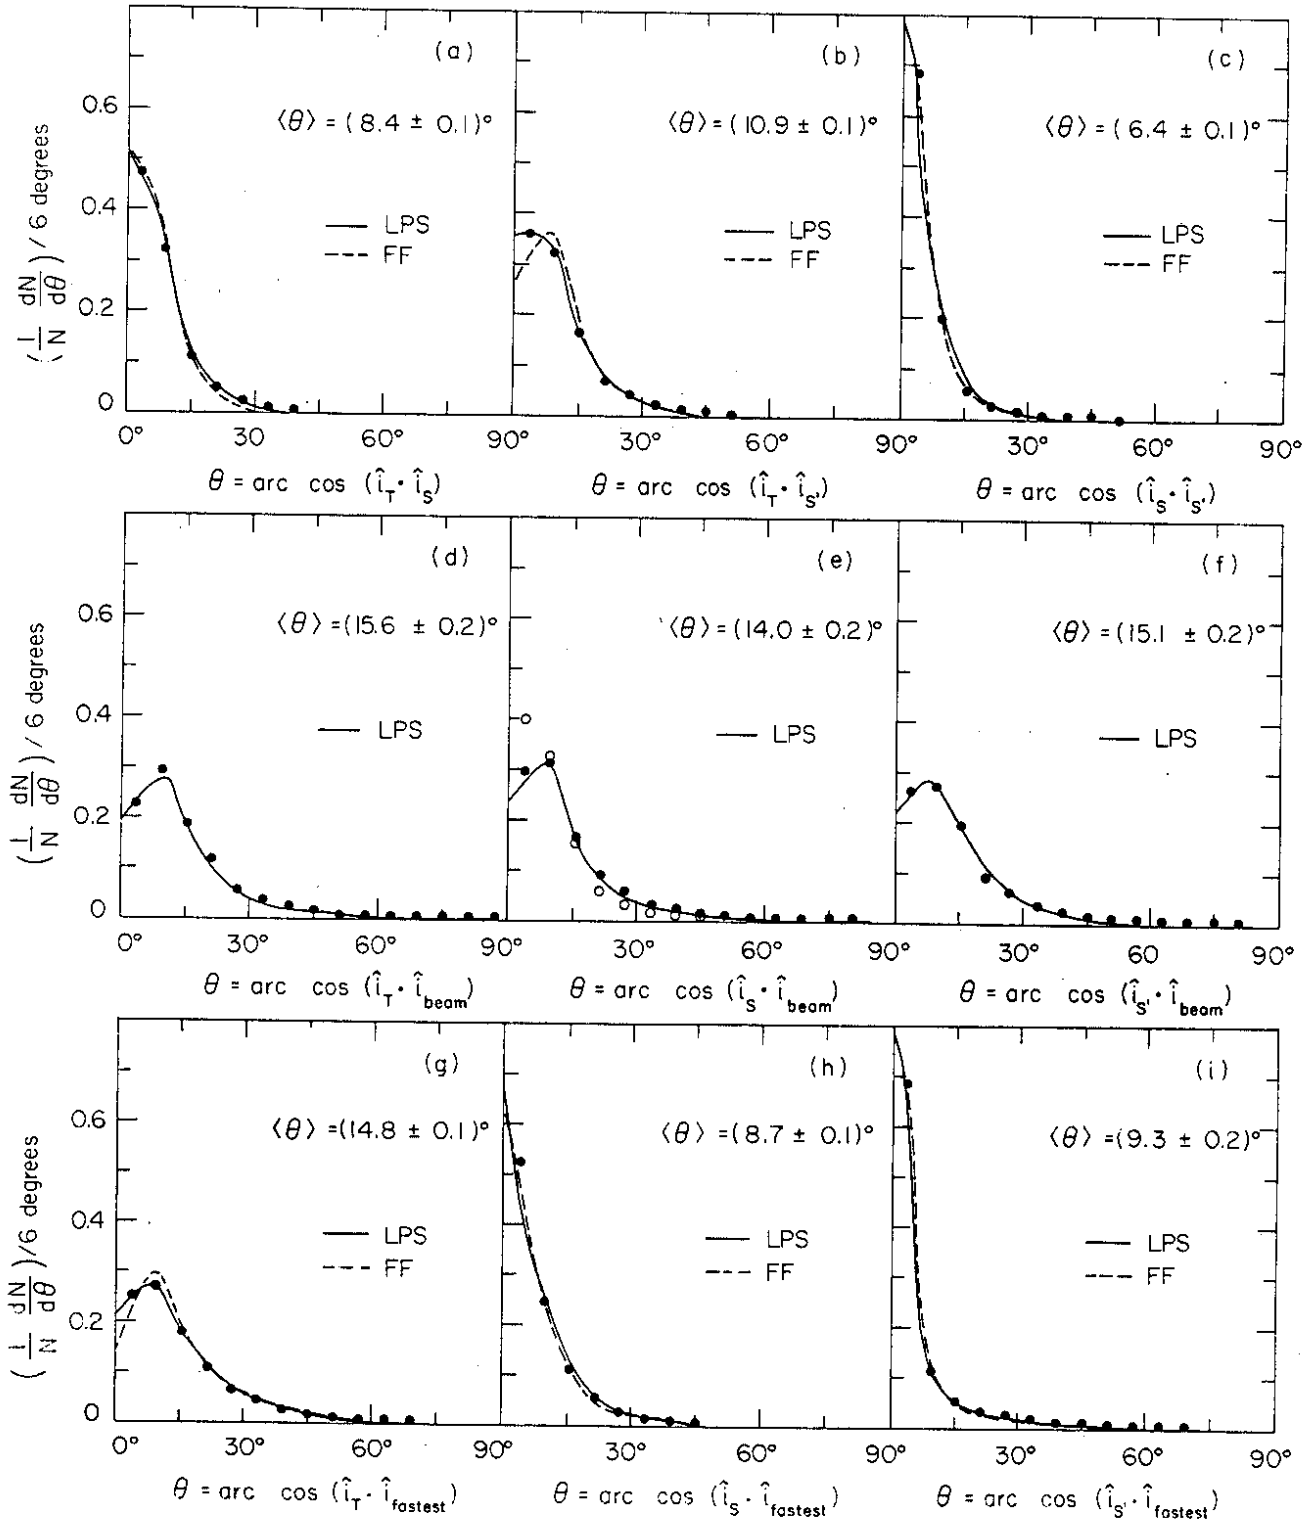 (a)
⟨θ⟩ = (8.4 ± 0.1)°
LPS
FF
(1/N dN/dθ) / 6 degrees
0.6
0.4
0.2
0
0° 30 60°
θ = arc cos (î_T · î_S)
(b)
⟨θ⟩ = (10.9 ± 0.1)°
LPS
FF
90° 30° 60°
θ = arc cos (î_T · î_S')
(c)
⟨θ⟩ = (6.4 ± 0.1)°
LPS
FF
90° 30° 60° 90°
θ = arc cos (î_S · î_S')
(d)
⟨θ⟩ = (15.6 ± 0.2)°
LPS
(1/N dN/dθ) / 6 degrees
0.6
0.4
0.2
0
0° 30° 60°
θ = arc cos (î_T · î_beam)
(e)
⟨θ⟩ = (14.0 ± 0.2)°
LPS
90° 30° 60°
θ = arc cos (î_S · î_beam)
(f)
⟨θ⟩ = (15.1 ± 0.2)°
LPS
90° 30° 60 90°
θ = arc cos (î_S' · î_beam)
(g)
⟨θ⟩ = (14.8 ± 0.1)°
LPS
FF
(1/N dN/dθ) / 6 degrees
0.6
0.4
0.2
0
0° 30° 60°
θ = arc cos (î_T · î_fastest)
(h)
⟨θ⟩ = (8.7 ± 0.1)°
LPS
FF
90° 30° 60°
θ = arc cos (î_S · î_fastest)
(i)
⟨θ⟩ = (9.3 ± 0.2)°
LPS
FF
90° 30° 60° 90°
θ = arc cos (î_S' · î_fastest)